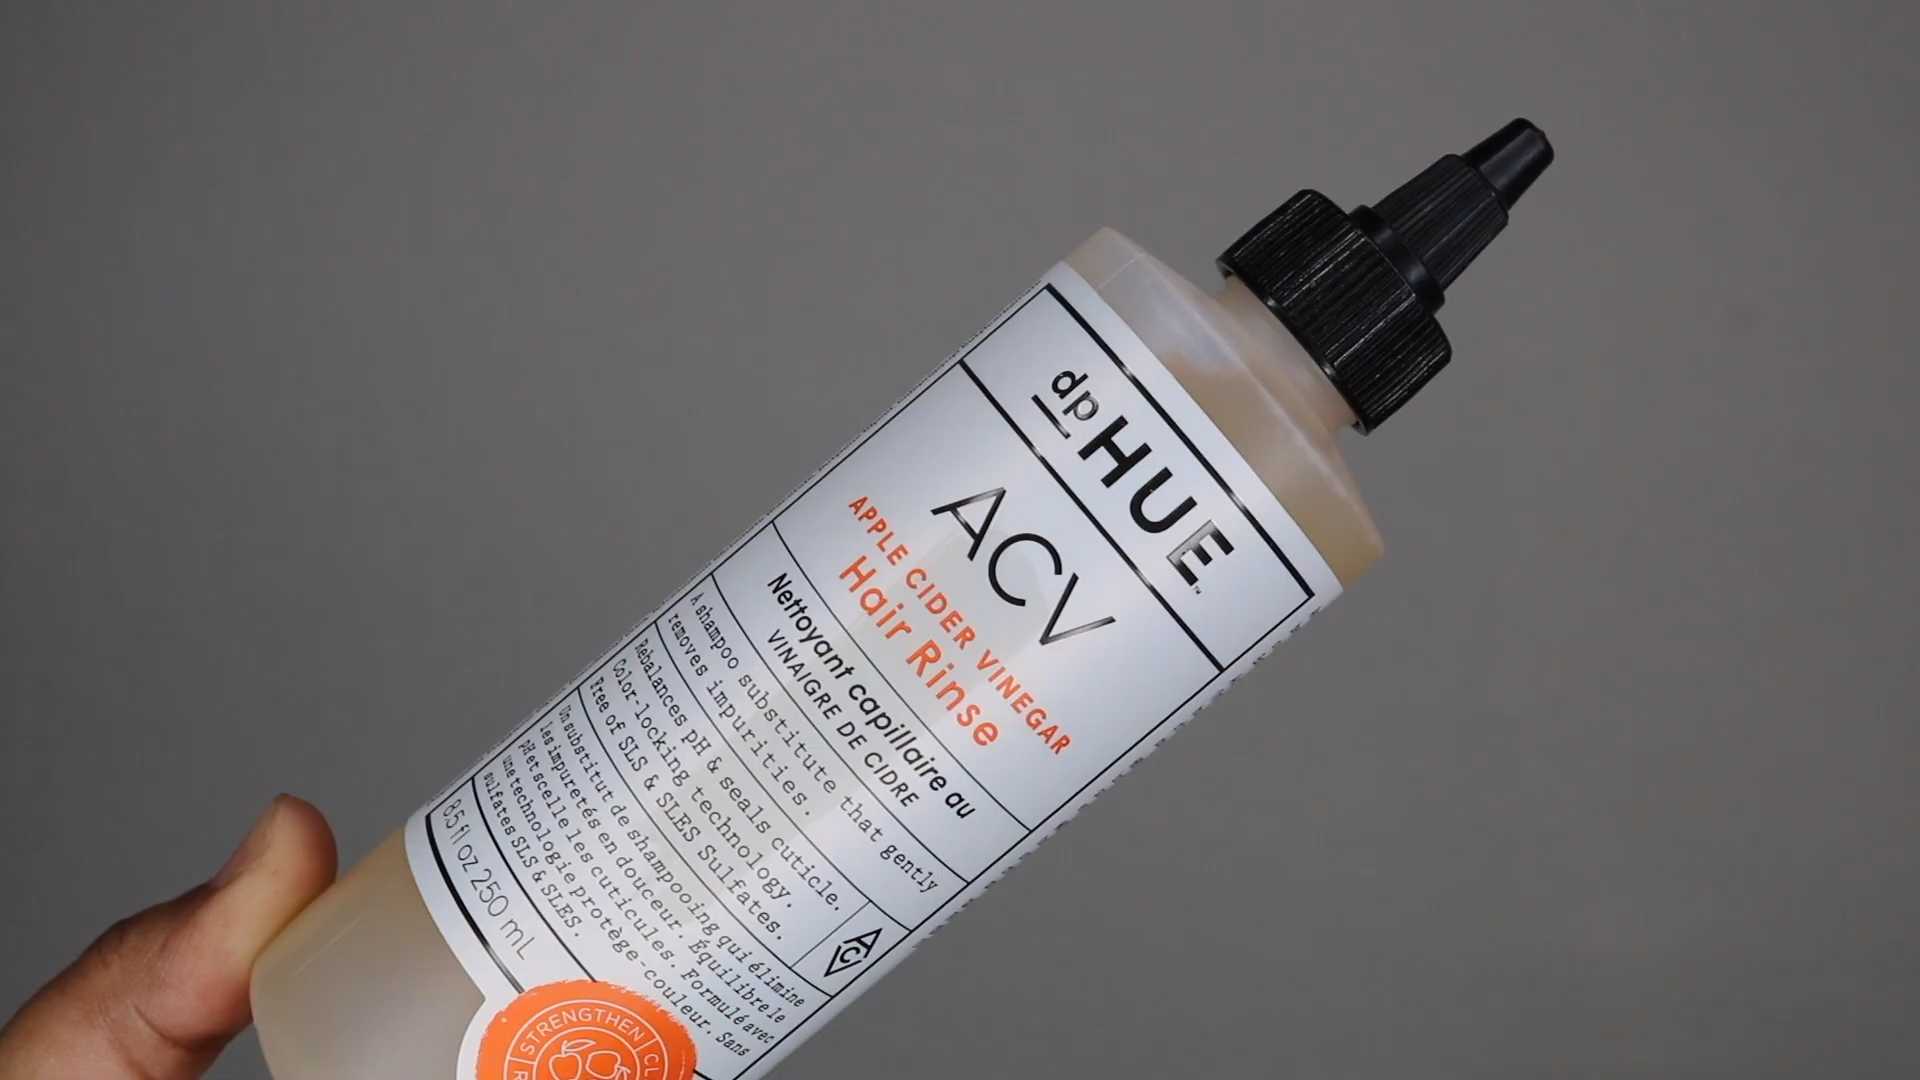 dpHUE™
ACV
APPLE CIDER VINEGAR
Hair Rinse
Nettoyant capillaire au
VINAIGRE DE CIDRE
A shampoo substitute that gently
removes impurities.
Rebalances pH & seals cuticle.
Color-locking technology.
Free of SLS & SLES Sulfates.
ACV
Un substitut de shampooing qui élimine
les impuretés en douceur. Équilibre le
pH et scelle les cuticules. Formulé avec
une technologie protège-couleur. Sans
sulfates SLS & SLES.
8.5 fl oz 250 mL
STRENGTHEN